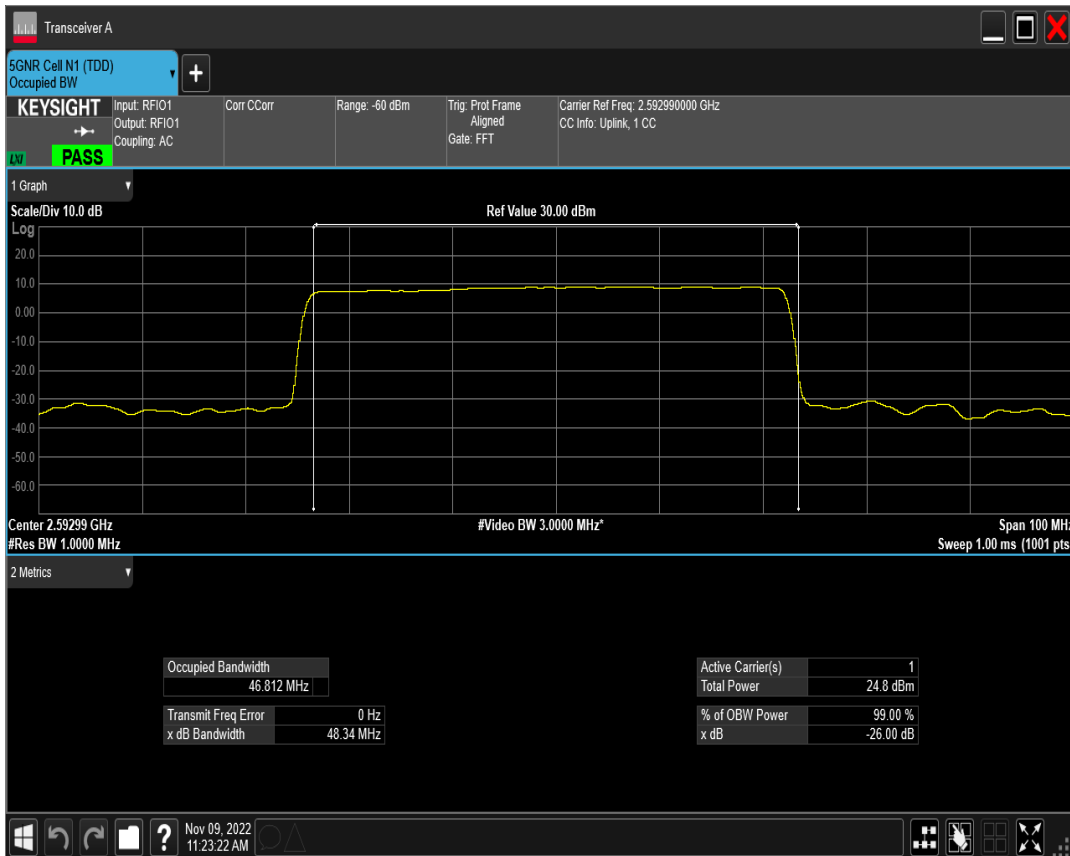 Transceiver A
5GNR Cell N1 (TDD)
Occupied BW
+
KEYSIGHT
LXI
PASS
Input: RFIO1
Output: RFIO1
Coupling: AC
Corr CCorr
Range: -60 dBm
Trig: Prot Frame
Aligned
Gate: FFT
Carrier Ref Freq: 2.592990000 GHz
CC Info: Uplink, 1 CC
1 Graph
Scale/Div 10.0 dB
Ref Value 30.00 dBm
Log
20.0
10.0
0.00
-10.0
-20.0
-30.0
-40.0
-50.0
-60.0
Center 2.59299 GHz
#Video BW 3.0000 MHz*
Span 100 MHz
#Res BW 1.0000 MHz
Sweep 1.00 ms (1001 pts
2 Metrics
Occupied Bandwidth
46.812 MHz
Transmit Freq Error 0 Hz
x dB Bandwidth 48.34 MHz
Active Carrier(s) 1
Total Power 24.8 dBm
% of OBW Power 99.00 %
x dB -26.00 dB
?
Nov 09, 2022
11:23:22 AM